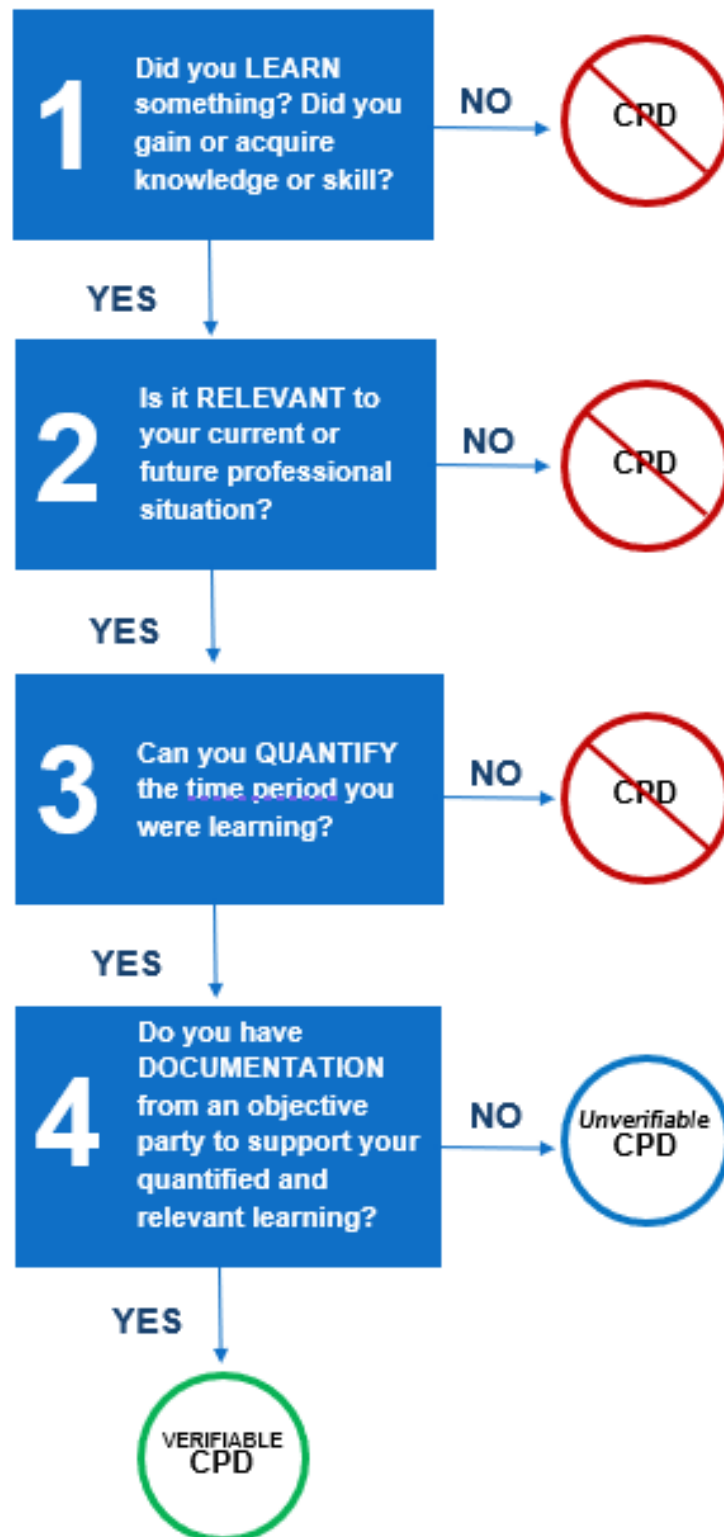 1
Did you LEARN
something? Did you
gain or acquire
knowledge or skill?
NO
CPD
YES
2
Is it RELEVANT to
your current or
future professional
situation?
NO
CPD
YES
3
Can you QUANTIFY
the time period you
were learning?
NO
CPD
YES
4
Do you have
DOCUMENTATION
from an objective
party to support your
quantified and
relevant learning?
NO
Unverifiable
CPD
YES
VERIFIABLE
CPD